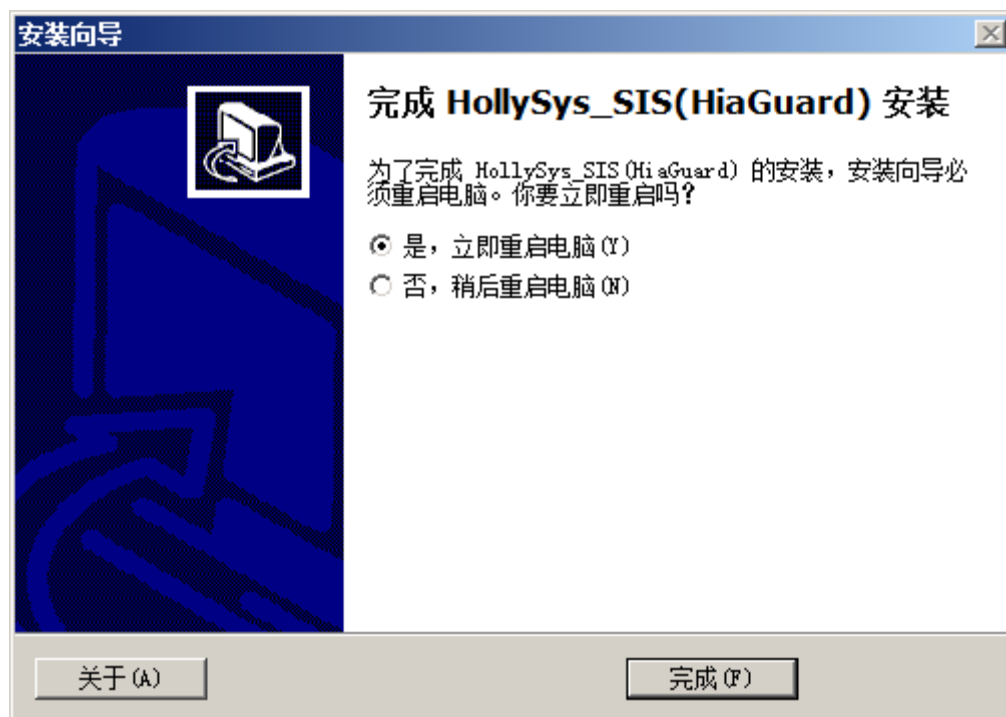 安装向导
完成 HollySys_SIS(HiaGuard) 安装
为了完成 HollySys_SIS(HiaGuard) 的安装，安装向导必
须重启电脑。你要立即重启吗？
是，立即重启电脑(Y)
否，稍后重启电脑(N)
关于(A)
完成(F)